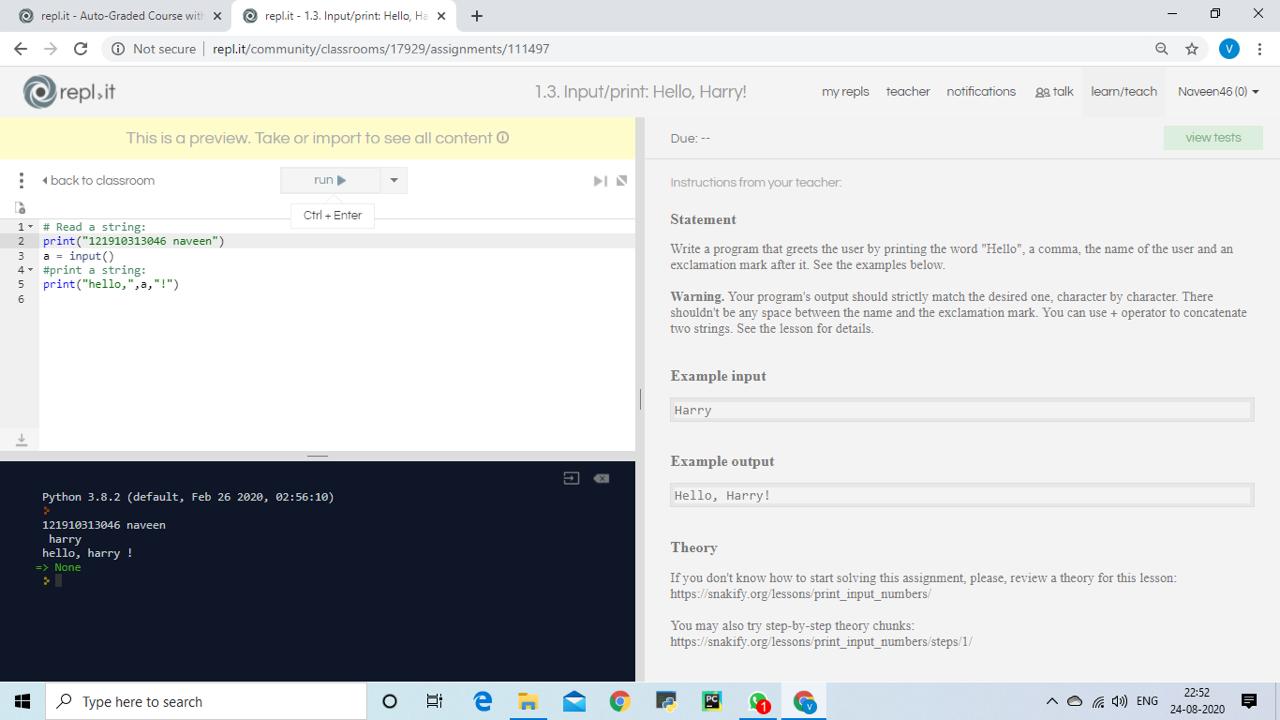 repl.it - Auto-Graded Course with
repl.it - 1.3. Input/print: Hello, Ha
Not secure | repl.it/community/classrooms/17929/assignments/111497
V
repl.it
1.3. Input/print: Hello, Harry!
my repls
teacher
notifications
talk
learn/teach
Naveen46 (0)
This is a preview. Take or import to see all content
back to classroom
run
Ctrl + Enter
1 # Read a string:
2 print("121910313046 naveen")
3 a = input()
4 #print a string:
5 print("hello,",a,"!")
6
Python 3.8.2 (default, Feb 26 2020, 02:56:10)
121910313046 naveen
harry
hello, harry !
=> None
Due: --
view tests
Instructions from your teacher:
Statement
Write a program that greets the user by printing the word "Hello", a comma, the name of the user and an
exclamation mark after it. See the examples below.
Warning. Your program's output should strictly match the desired one, character by character. There
shouldn't be any space between the name and the exclamation mark. You can use + operator to concatenate
two strings. See the lesson for details.
Example input
Harry
Example output
Hello, Harry!
Theory
If you don't know how to start solving this assignment, please, review a theory for this lesson:
https://snakify.org/lessons/print_input_numbers/
You may also try step-by-step theory chunks:
https://snakify.org/lessons/print_input_numbers/steps/1/
Type here to search
PC
1
V
ENG
22:52
24-08-2020